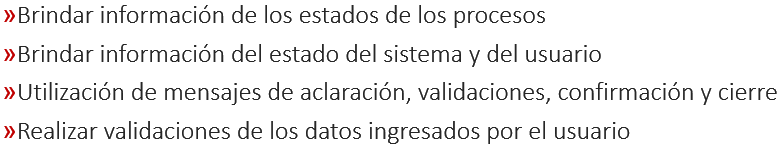 »Brindar información de los estados de los procesos
»Brindar información del estado del sistema y del usuario
»Utilización de mensajes de aclaración, validaciones, confirmación y cierre
»Realizar validaciones de los datos ingresados por el usuario